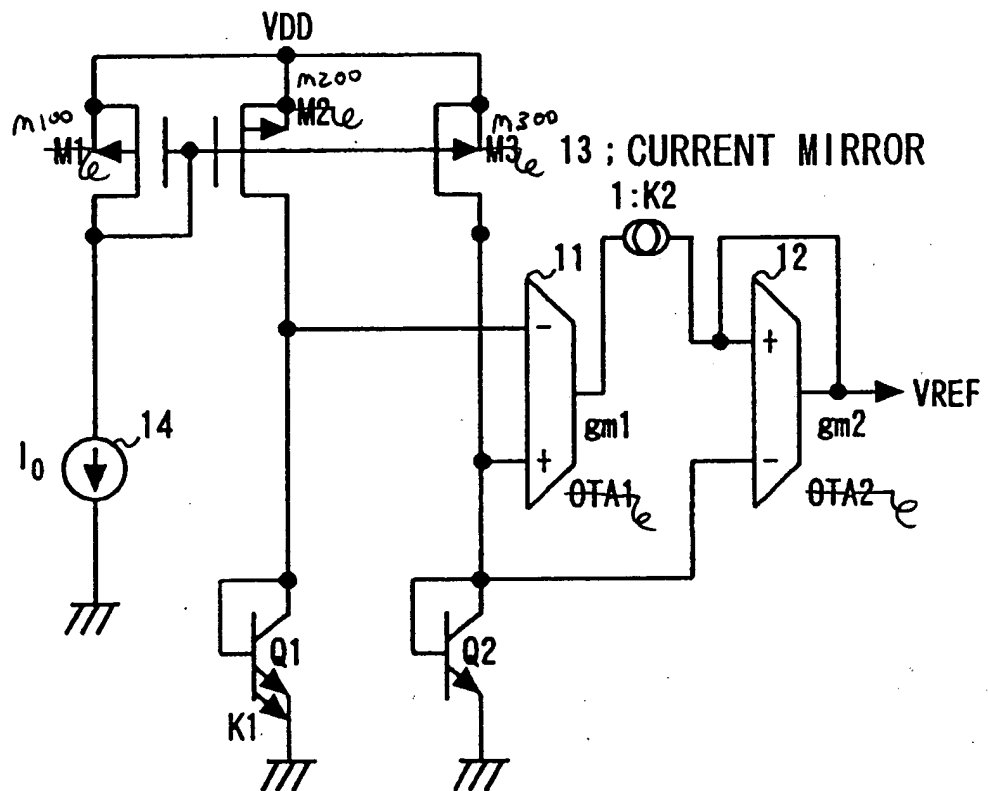 VDD
m200
M2
m100
M1
m300
M3
13 ; CURRENT MIRROR
1:K2
11
12
-
+
+
-
gm1
OTA1
gm2
OTA2
VREF
I0
14
Q1
K1
Q2